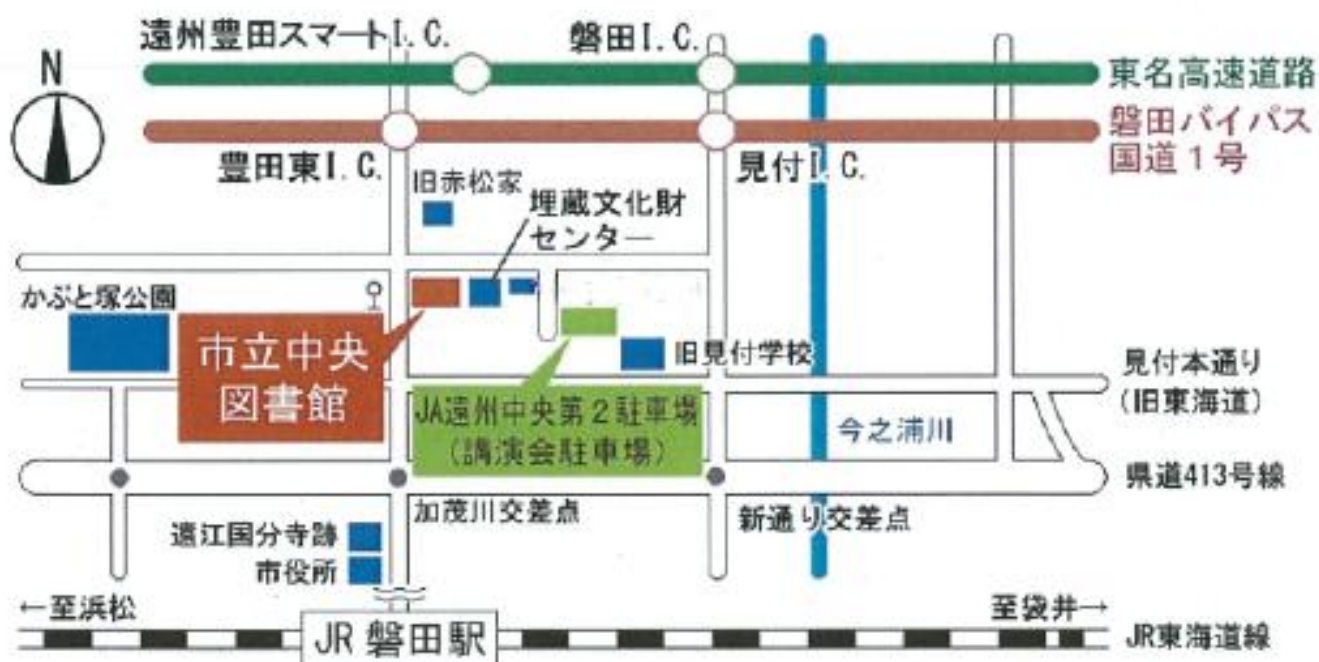 遠州豊田スマートI.C.
磐田I.C.
N
東名高速道路
磐田バイパス
国道1号
豊田東I.C.
見付I.C.
旧赤松家
埋蔵文化財
センター
かぶと塚公園
市立中央
図書館
旧見付学校
見付本通り
(旧東海道)
JA遠州中央第2駐車場
(講演会駐車場)
今之浦川
県道413号線
加茂川交差点
新通り交差点
遠江国分寺跡
市役所
←至浜松
至袋井→
JR磐田駅
JR東海道線